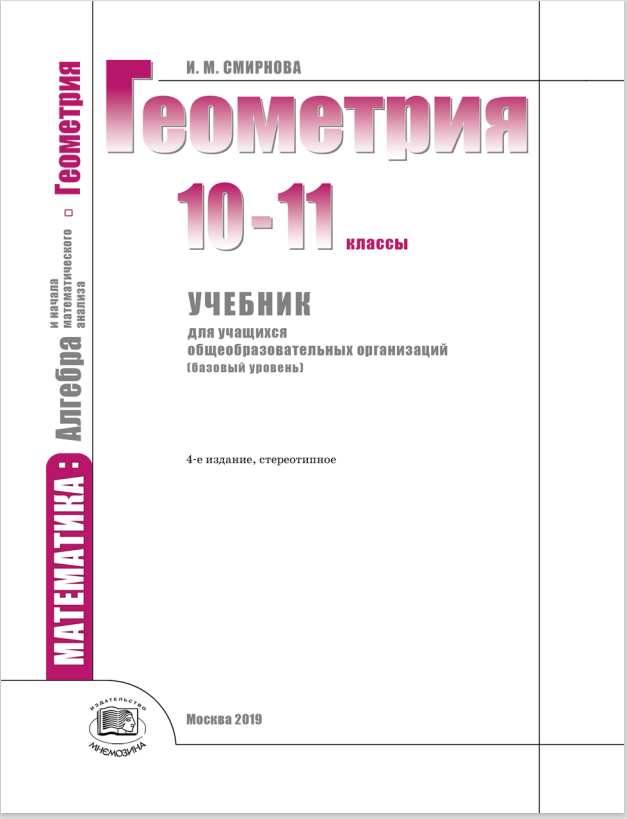 И. М. СМИРНОВА
Геометрия
10-11
классы
УЧЕБНИК
для учащихся
общеобразовательных организаций
(базовый уровень)
4-е издание, стереотипное
МАТЕМАТИКА:
Алгебра
и начала
математического
анализа
Геометрия
ИЗДАТЕЛЬСТВО
МНЕМОЗИНА
Москва 2019